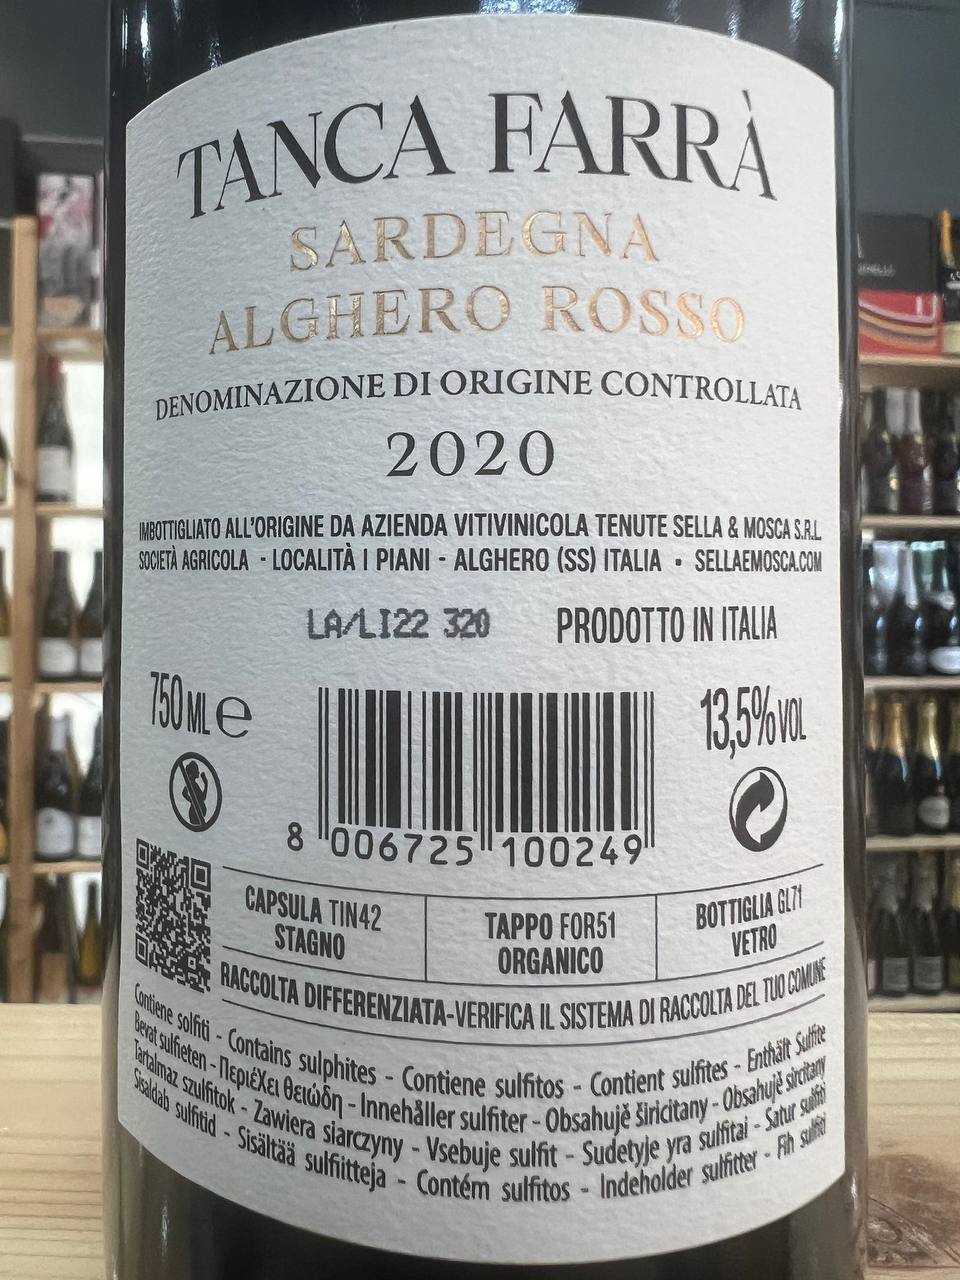 TANCA FARRÀ
SARDEGNA
ALGHERO ROSSO
DENOMINAZIONE DI ORIGINE CONTROLLATA
2020
IMBOTTIGLIATO ALL'ORIGINE DA AZIENDA VITIVINICOLA TENUTE SELLA & MOSCA S.R.L.
SOCIETÀ AGRICOLA - LOCALITÀ I PIANI - ALGHERO (SS) ITALIA • SELLAEMOSCA.COM
LA/LI22 320 PRODOTTO IN ITALIA
750 ML e 13,5% VOL
8 006725 100249
CAPSULA TIN42
STAGNO
TAPPO FOR51
ORGANICO
BOTTIGLIA GL71
VETRO
RACCOLTA DIFFERENZIATA-VERIFICA IL SISTEMA DI RACCOLTA DEL TUO COMUNE
Contiene solfiti - Contains sulphites - Contiene sulfitos - Contient sulfites - Enthält Sulfite
Bevat sulfieten - ΠεριέΧει θειώδη - Innehåller sulfiter - Obsahujě širicitany - Obsahujě sircitany
Tartalmaz szulfitok - Zawiera siarczyny - Vsebuje sulfit - Sudetyje yra sulfitai - Satur sulfīti
Sisaldab sulfitid - Sisältää sulfiitteja - Contém sulfitos - Indeholder sulfitter - Fih sulfiti